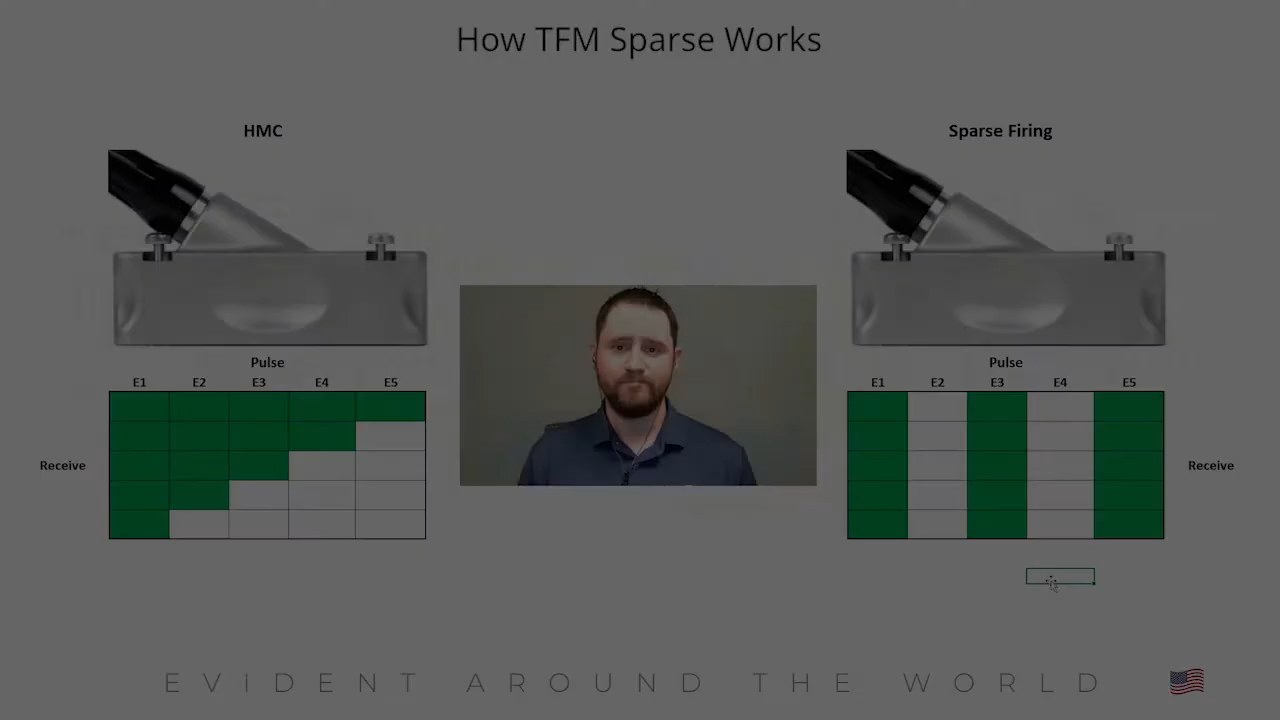 How TFM Sparse Works
HMC
Pulse
E1 E2 E3 E4 E5
Receive
Sparse Firing
Pulse
E1 E2 E3 E4 E5
Receive
EVIDENT AROUND THE WORLD